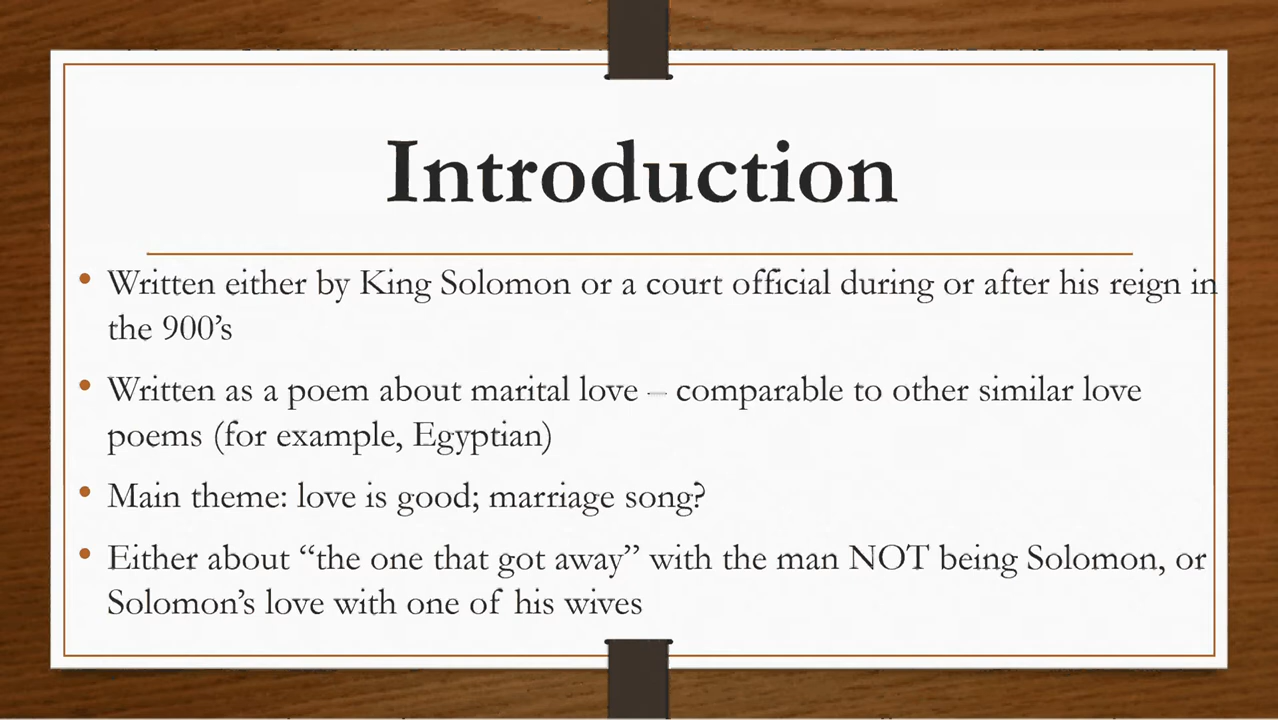 Introduction
• Written either by King Solomon or a court official during or after his reign in
the 900’s
• Written as a poem about marital love – comparable to other similar love
poems (for example, Egyptian)
• Main theme: love is good; marriage song?
• Either about “the one that got away” with the man NOT being Solomon, or
Solomon’s love with one of his wives